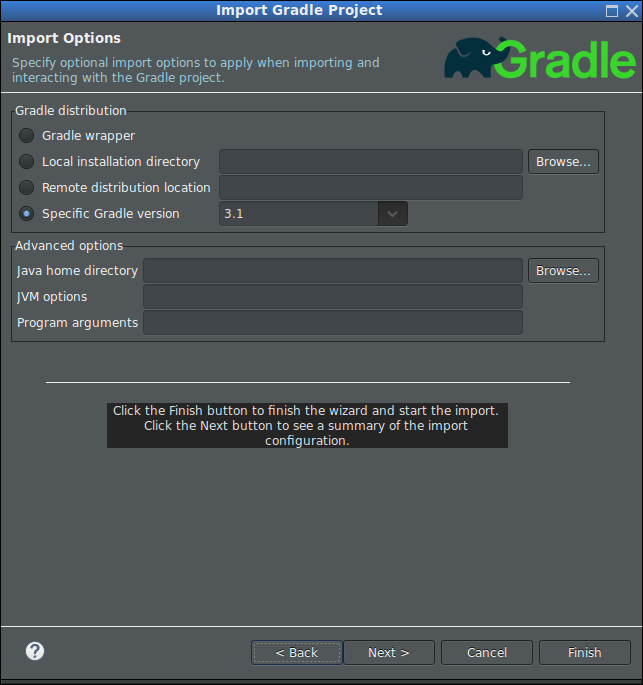 Import Gradle Project
Import Options
Specify optional import options to apply when importing and
interacting with the Gradle project.
Gradle
Gradle distribution
Gradle wrapper
Local installation directory
Browse...
Remote distribution location
Specific Gradle version
3.1
Advanced options
Java home directory
Browse...
JVM options
Program arguments
Click the Finish button to finish the wizard and start the import.
Click the Next button to see a summary of the import
configuration.
?
< Back
Next >
Cancel
Finish